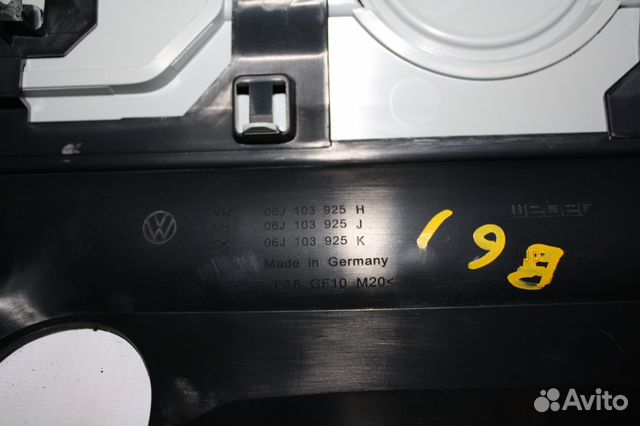 VW 06J 103 925 H
SE 06J 103 925 J
SK 06J 103 925 K
Made in Germany
>PA6 GF10 M20<
weber
Avito